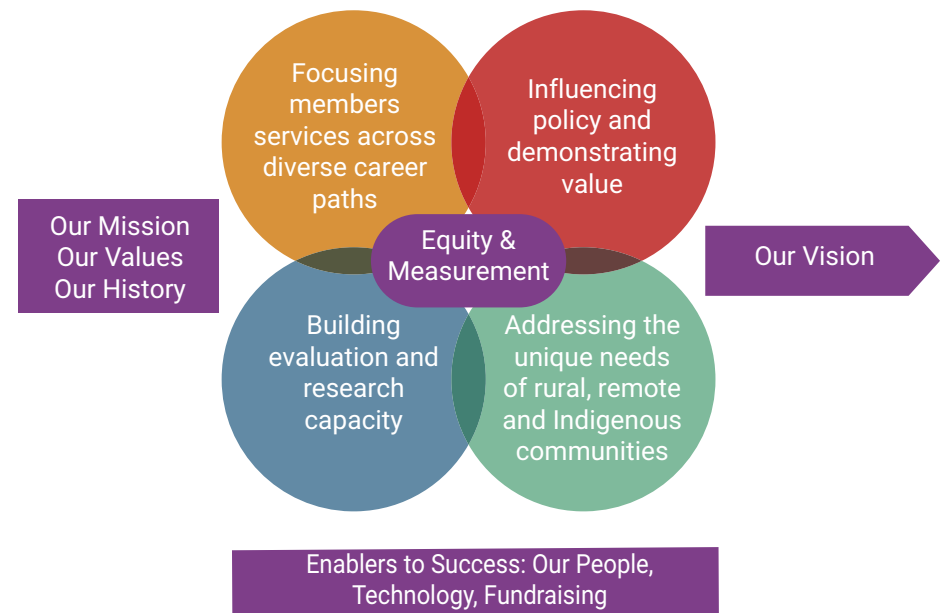 Focusing
members
services across
diverse career
paths
Influencing
policy and
demonstrating
value
Our Mission
Our Values
Our History
Equity &
Measurement
Our Vision
Building
evaluation and
research
capacity
Addressing the
unique needs
of rural, remote
and Indigenous
communities
Enablers to Success: Our People,
Technology, Fundraising